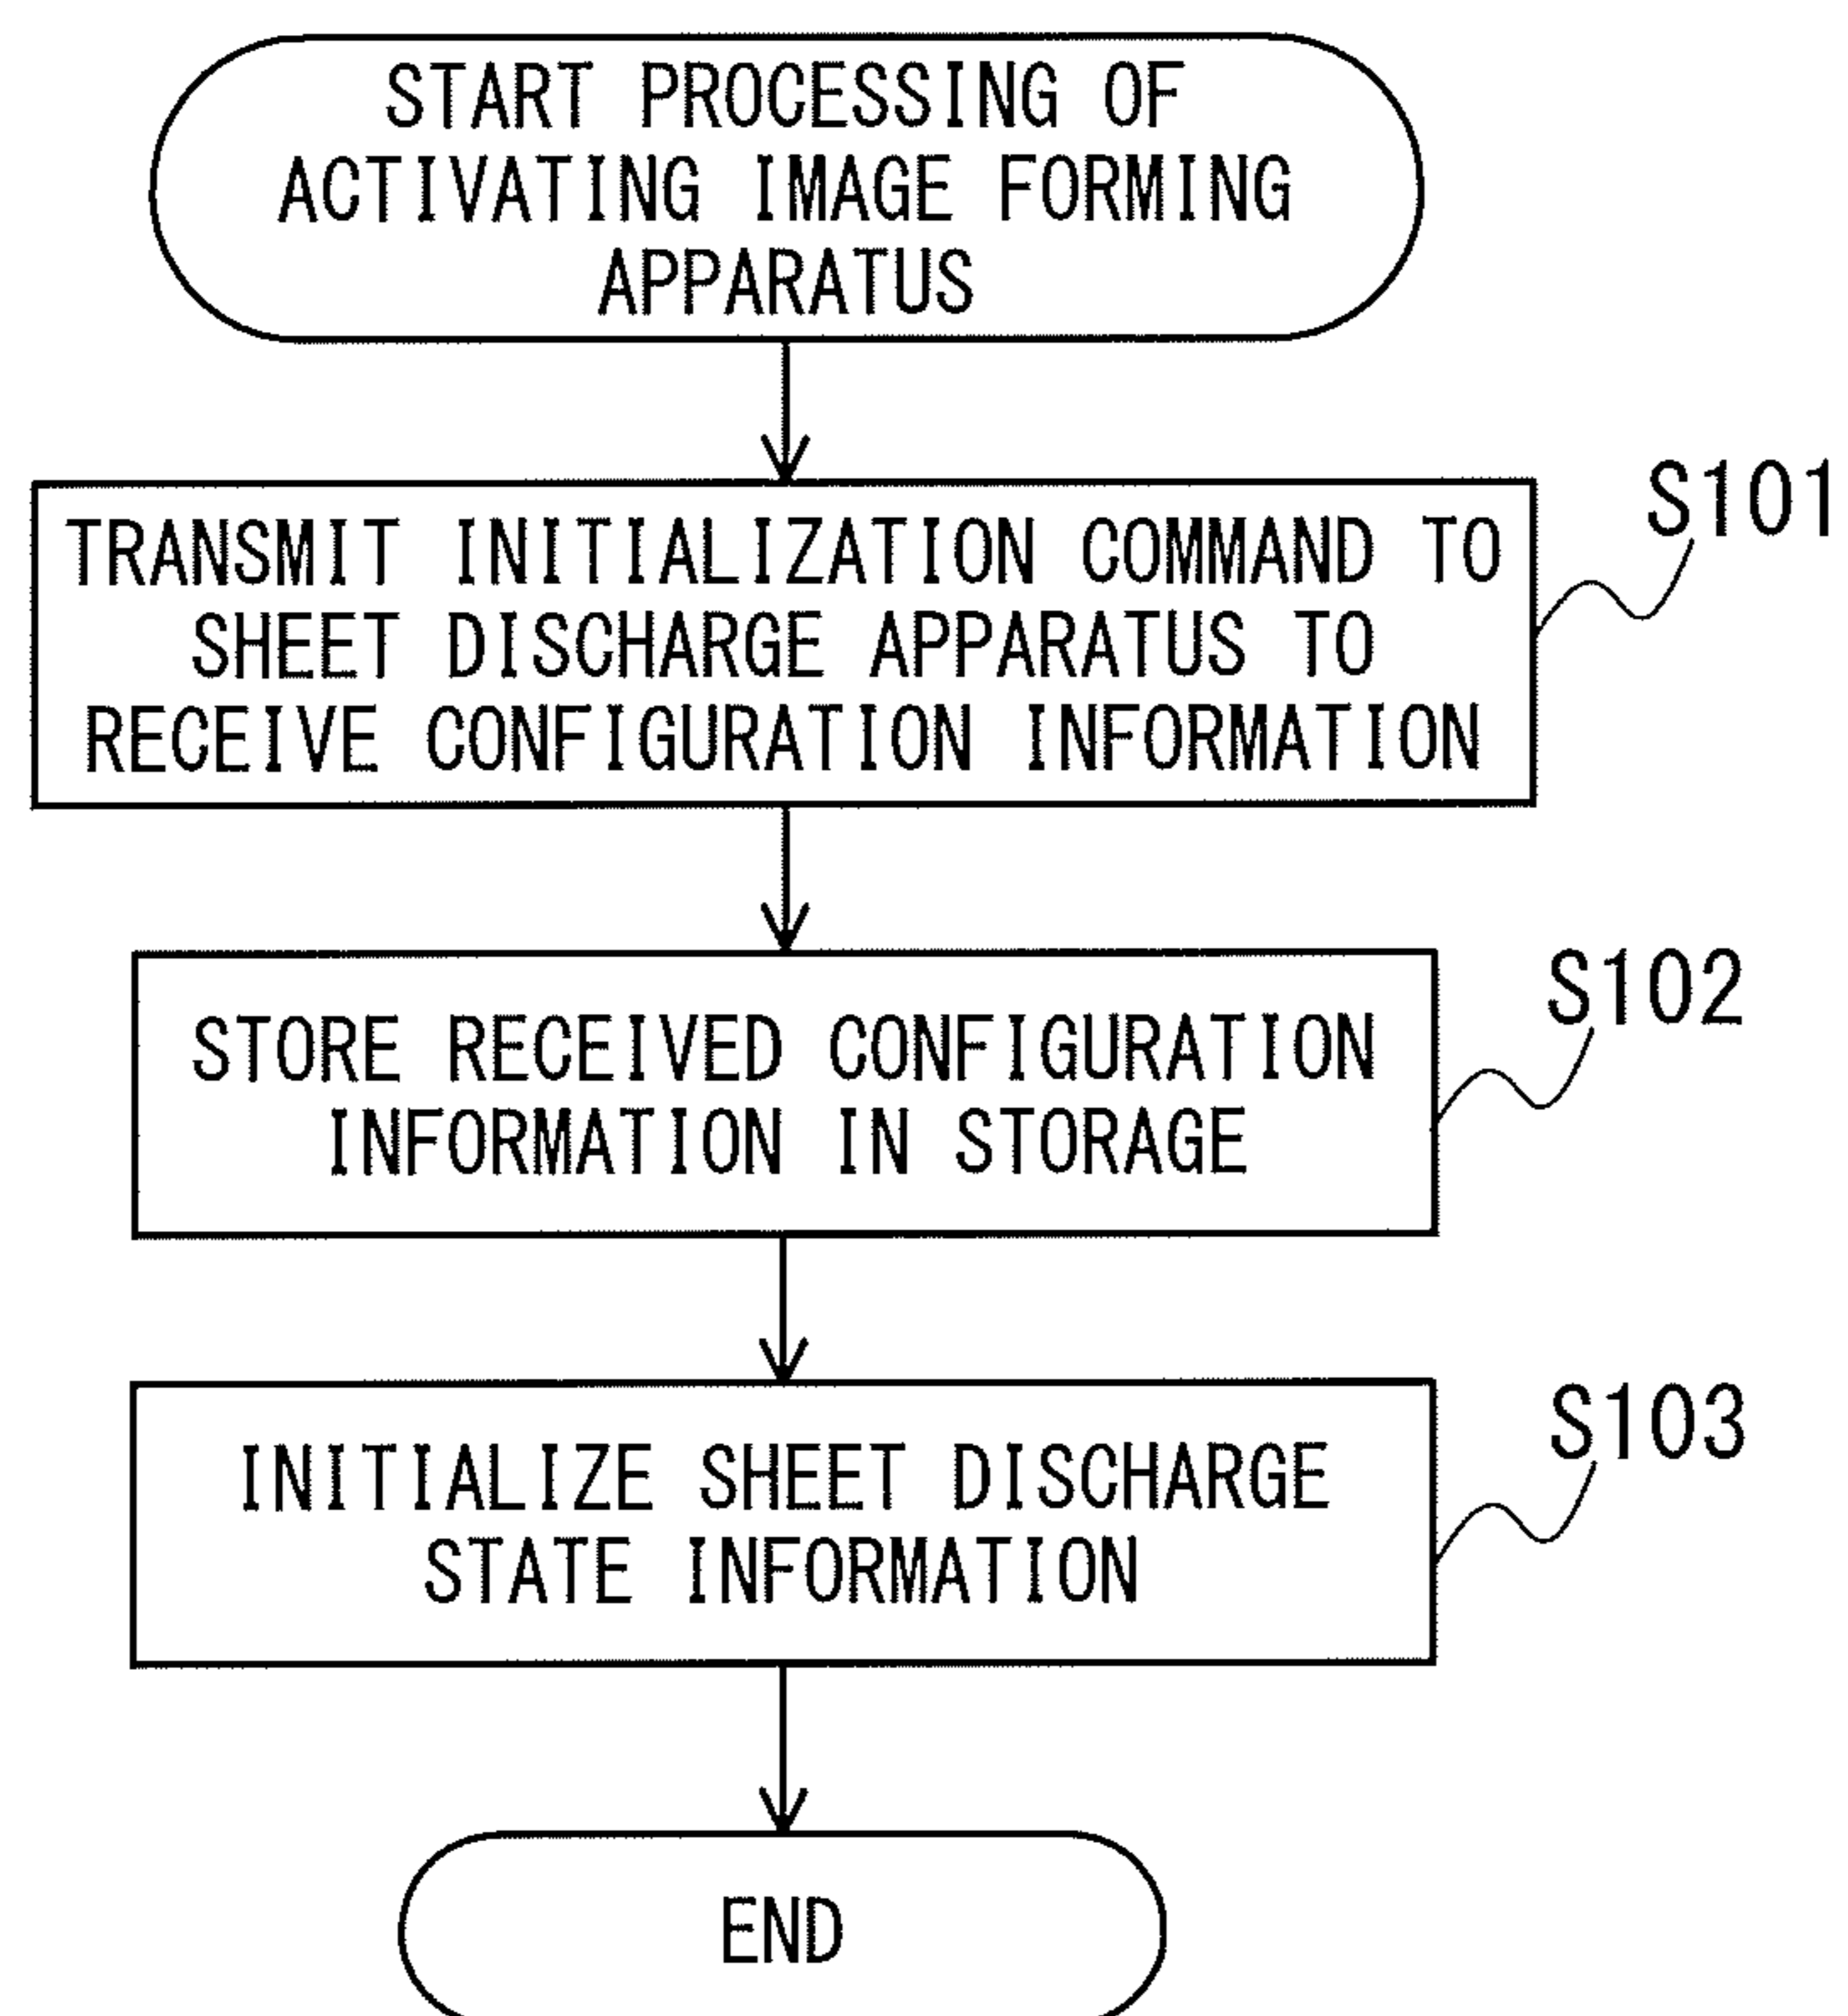 START PROCESSING OF
ACTIVATING IMAGE FORMING
APPARATUS
S101
TRANSMIT INITIALIZATION COMMAND TO
SHEET DISCHARGE APPARATUS TO
RECEIVE CONFIGURATION INFORMATION
S102
STORE RECEIVED CONFIGURATION
INFORMATION IN STORAGE
S103
INITIALIZE SHEET DISCHARGE
STATE INFORMATION
END